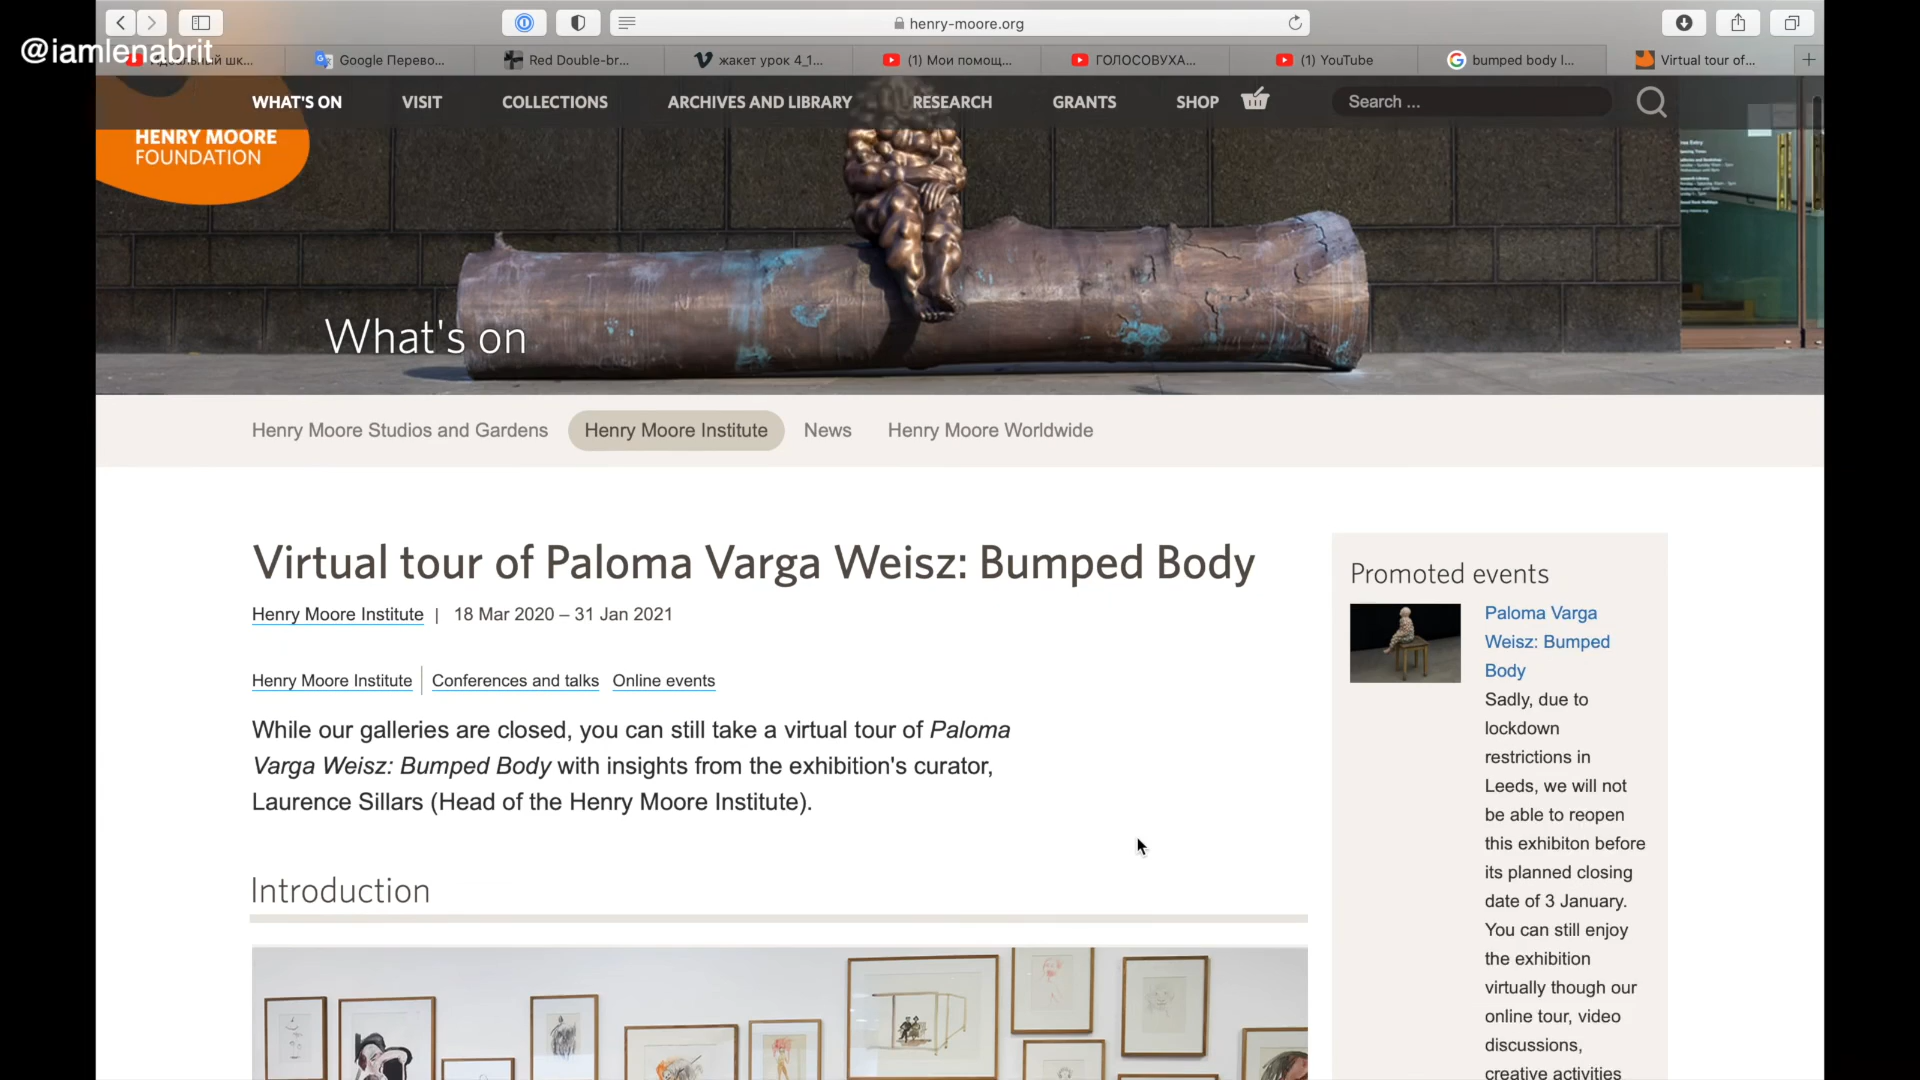 henry-moore.org
@iamlenabrit
Google Перево...
Red Double-br...
жакет урок 4_1...
(1) Мои помощ...
ГОЛОСОВУХА...
(1) YouTube
bumped body l...
Virtual tour of...
WHAT'S ON
VISIT
COLLECTIONS
ARCHIVES AND LIBRARY
RESEARCH
GRANTS
SHOP
Search ...
HENRY MOORE
FOUNDATION
What's on
Henry Moore Studios and Gardens
Henry Moore Institute
News
Henry Moore Worldwide
Virtual tour of Paloma Varga Weisz: Bumped Body
Henry Moore Institute | 18 Mar 2020 – 31 Jan 2021
Henry Moore Institute
Conferences and talks
Online events
While our galleries are closed, you can still take a virtual tour of Paloma
Varga Weisz: Bumped Body with insights from the exhibition's curator,
Laurence Sillars (Head of the Henry Moore Institute).
Introduction
Promoted events
Paloma Varga
Weisz: Bumped
Body
Sadly, due to
lockdown
restrictions in
Leeds, we will not
be able to reopen
this exhibiton before
its planned closing
date of 3 January.
You can still enjoy
the exhibition
virtually though our
online tour, video
discussions,
creative activities